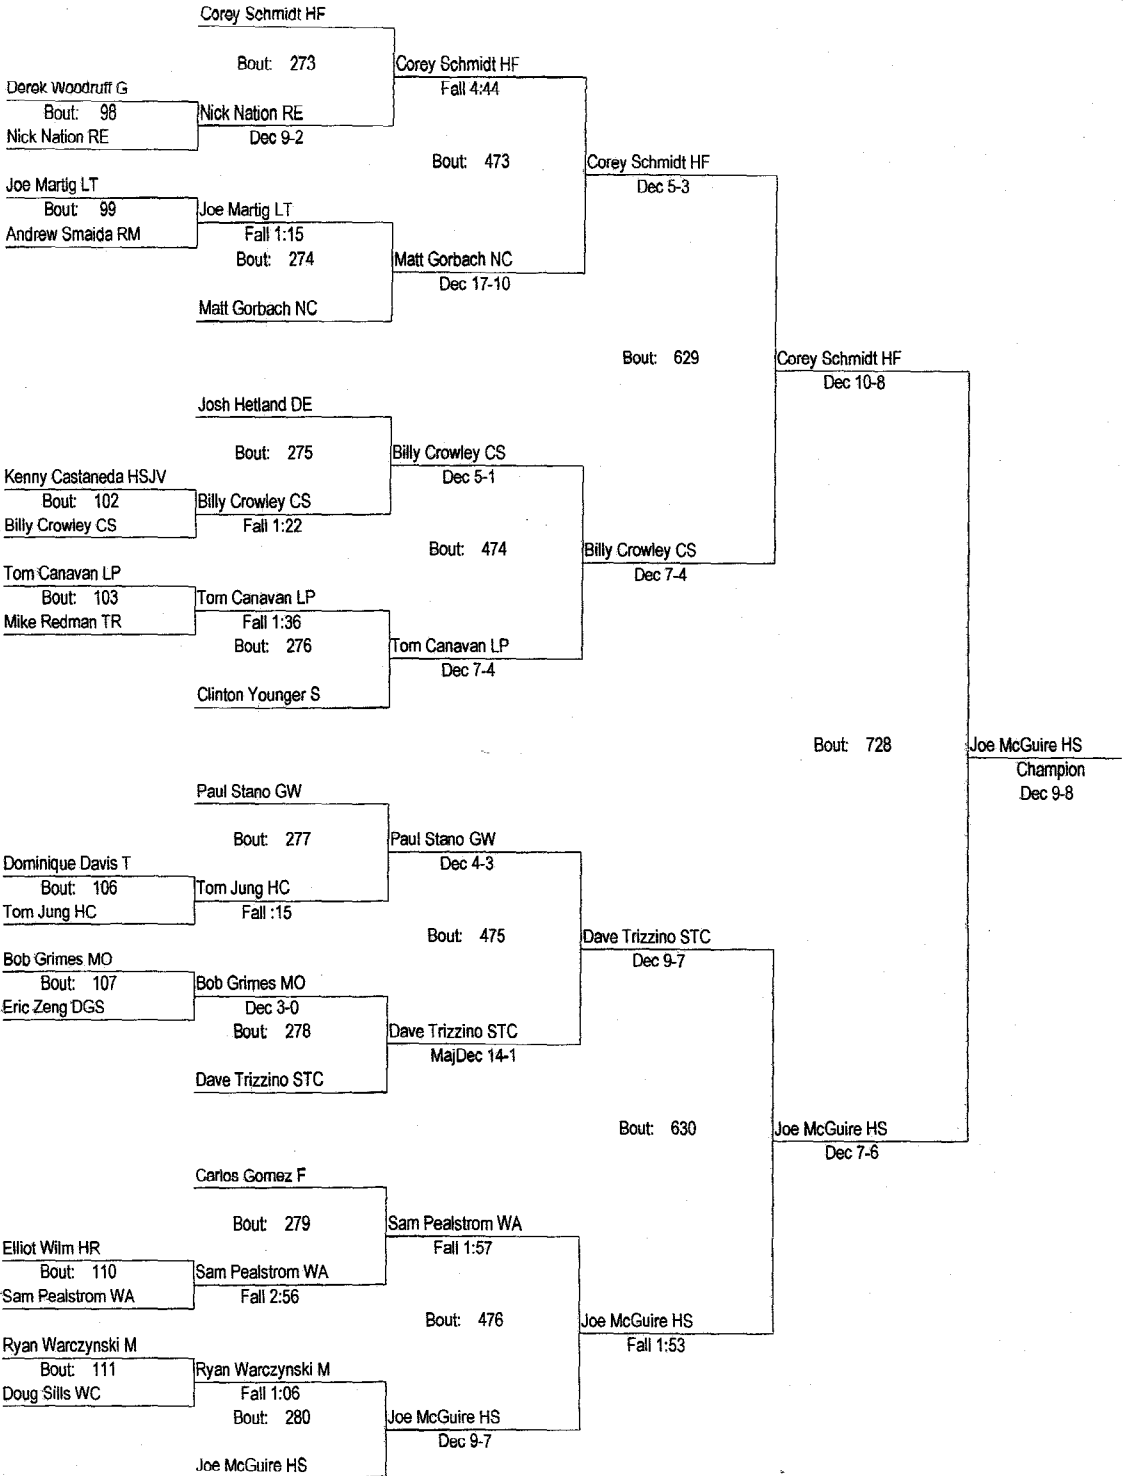 Corey Schmidt HF
Bout: 273
Corey Schmidt HF
Fall 4:44
Derek Woodruff G
Bout: 98
Nick Nation RE
Nick Nation RE
Dec 9-2
Bout: 473
Corey Schmidt HF
Dec 5-3
Joe Martig LT
Bout: 99
Andrew Smaida RM
Joe Martig LT
Fall 1:15
Bout: 274
Matt Gorbach NC
Dec 17-10
Matt Gorbach NC
Bout: 629
Corey Schmidt HF
Dec 10-8
Josh Hetland DE
Bout: 275
Billy Crowley CS
Dec 5-1
Kenny Castaneda HSJV
Bout: 102
Billy Crowley CS
Billy Crowley CS
Fall 1:22
Bout: 474
Billy Crowley CS
Dec 7-4
Tom Canavan LP
Bout: 103
Mike Redman TR
Tom Canavan LP
Fall 1:36
Bout: 276
Tom Canavan LP
Dec 7-4
Clinton Younger S
Bout: 728
Joe McGuire HS
Champion
Dec 9-8
Paul Stano GW
Bout: 277
Paul Stano GW
Dec 4-3
Dominique Davis T
Bout: 106
Tom Jung HC
Tom Jung HC
Fall :15
Bout: 475
Dave Trizzino STC
Dec 9-7
Bob Grimes MO
Bout: 107
Eric Zeng DGS
Bob Grimes MO
Dec 3-0
Bout: 278
Dave Trizzino STC
MajDec 14-1
Dave Trizzino STC
Bout: 630
Joe McGuire HS
Dec 7-6
Carlos Gomez F
Bout: 279
Sam Pealstrom WA
Fall 1:57
Elliot Wilm HR
Bout: 110
Sam Pealstrom WA
Sam Pealstrom WA
Fall 2:56
Bout: 476
Joe McGuire HS
Fall 1:53
Ryan Warczynski M
Bout: 111
Doug Sills WC
Ryan Warczynski M
Fall 1:06
Bout: 280
Joe McGuire HS
Dec 9-7
Joe McGuire HS